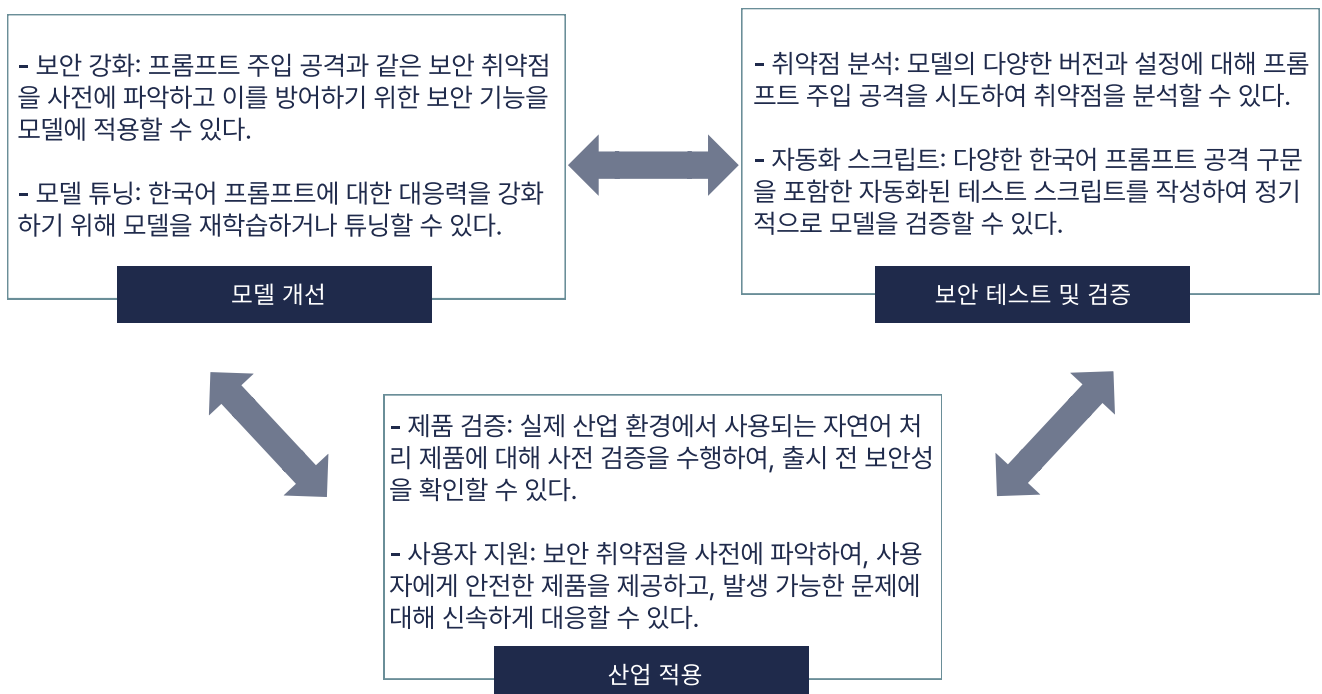 - 보안 강화: 프롬프트 주입 공격과 같은 보안 취약점
을 사전에 파악하고 이를 방어하기 위한 보안 기능을
모델에 적용할 수 있다.
- 모델 튜닝: 한국어 프롬프트에 대한 대응력을 강화
하기 위해 모델을 재학습하거나 튜닝할 수 있다.
모델 개선
- 취약점 분석: 모델의 다양한 버전과 설정에 대해 프롬
프트 주입 공격을 시도하여 취약점을 분석할 수 있다.
- 자동화 스크립트: 다양한 한국어 프롬프트 공격 구문
을 포함한 자동화된 테스트 스크립트를 작성하여 정기
적으로 모델을 검증할 수 있다.
보안 테스트 및 검증
- 제품 검증: 실제 산업 환경에서 사용되는 자연어 처
리 제품에 대해 사전 검증을 수행하여, 출시 전 보안성
을 확인할 수 있다.
- 사용자 지원: 보안 취약점을 사전에 파악하여, 사용
자에게 안전한 제품을 제공하고, 발생 가능한 문제에
대해 신속하게 대응할 수 있다.
산업 적용